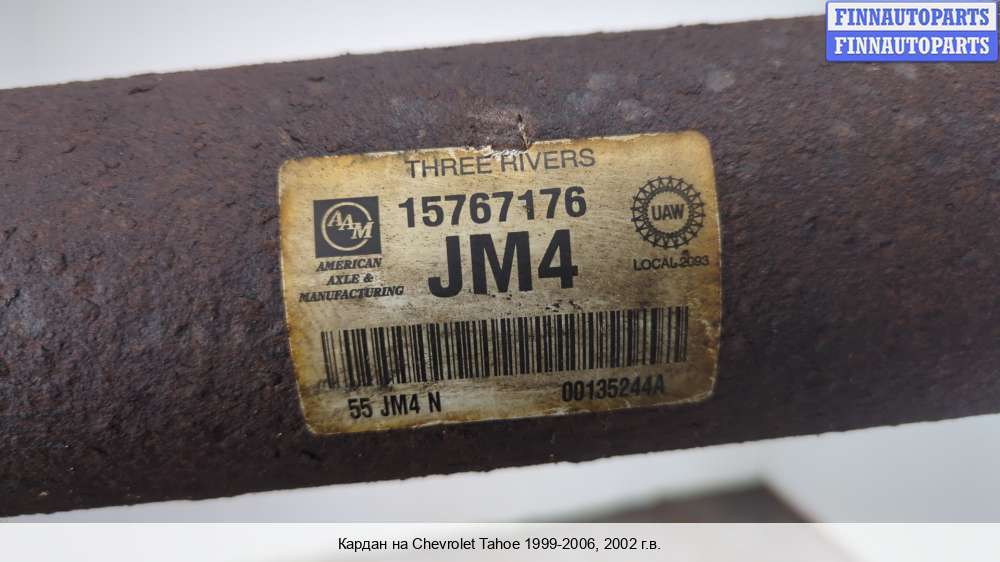 FINNAUTOPARTS
FINNAUTOPARTS
THREE RIVERS
15767176
JM4
AAM
AMERICAN
AXLE &
MANUFACTURING
UAW
LOCAL 2093
55 JM4 N
00135244A
Кардан на Chevrolet Tahoe 1999-2006, 2002 г.в.